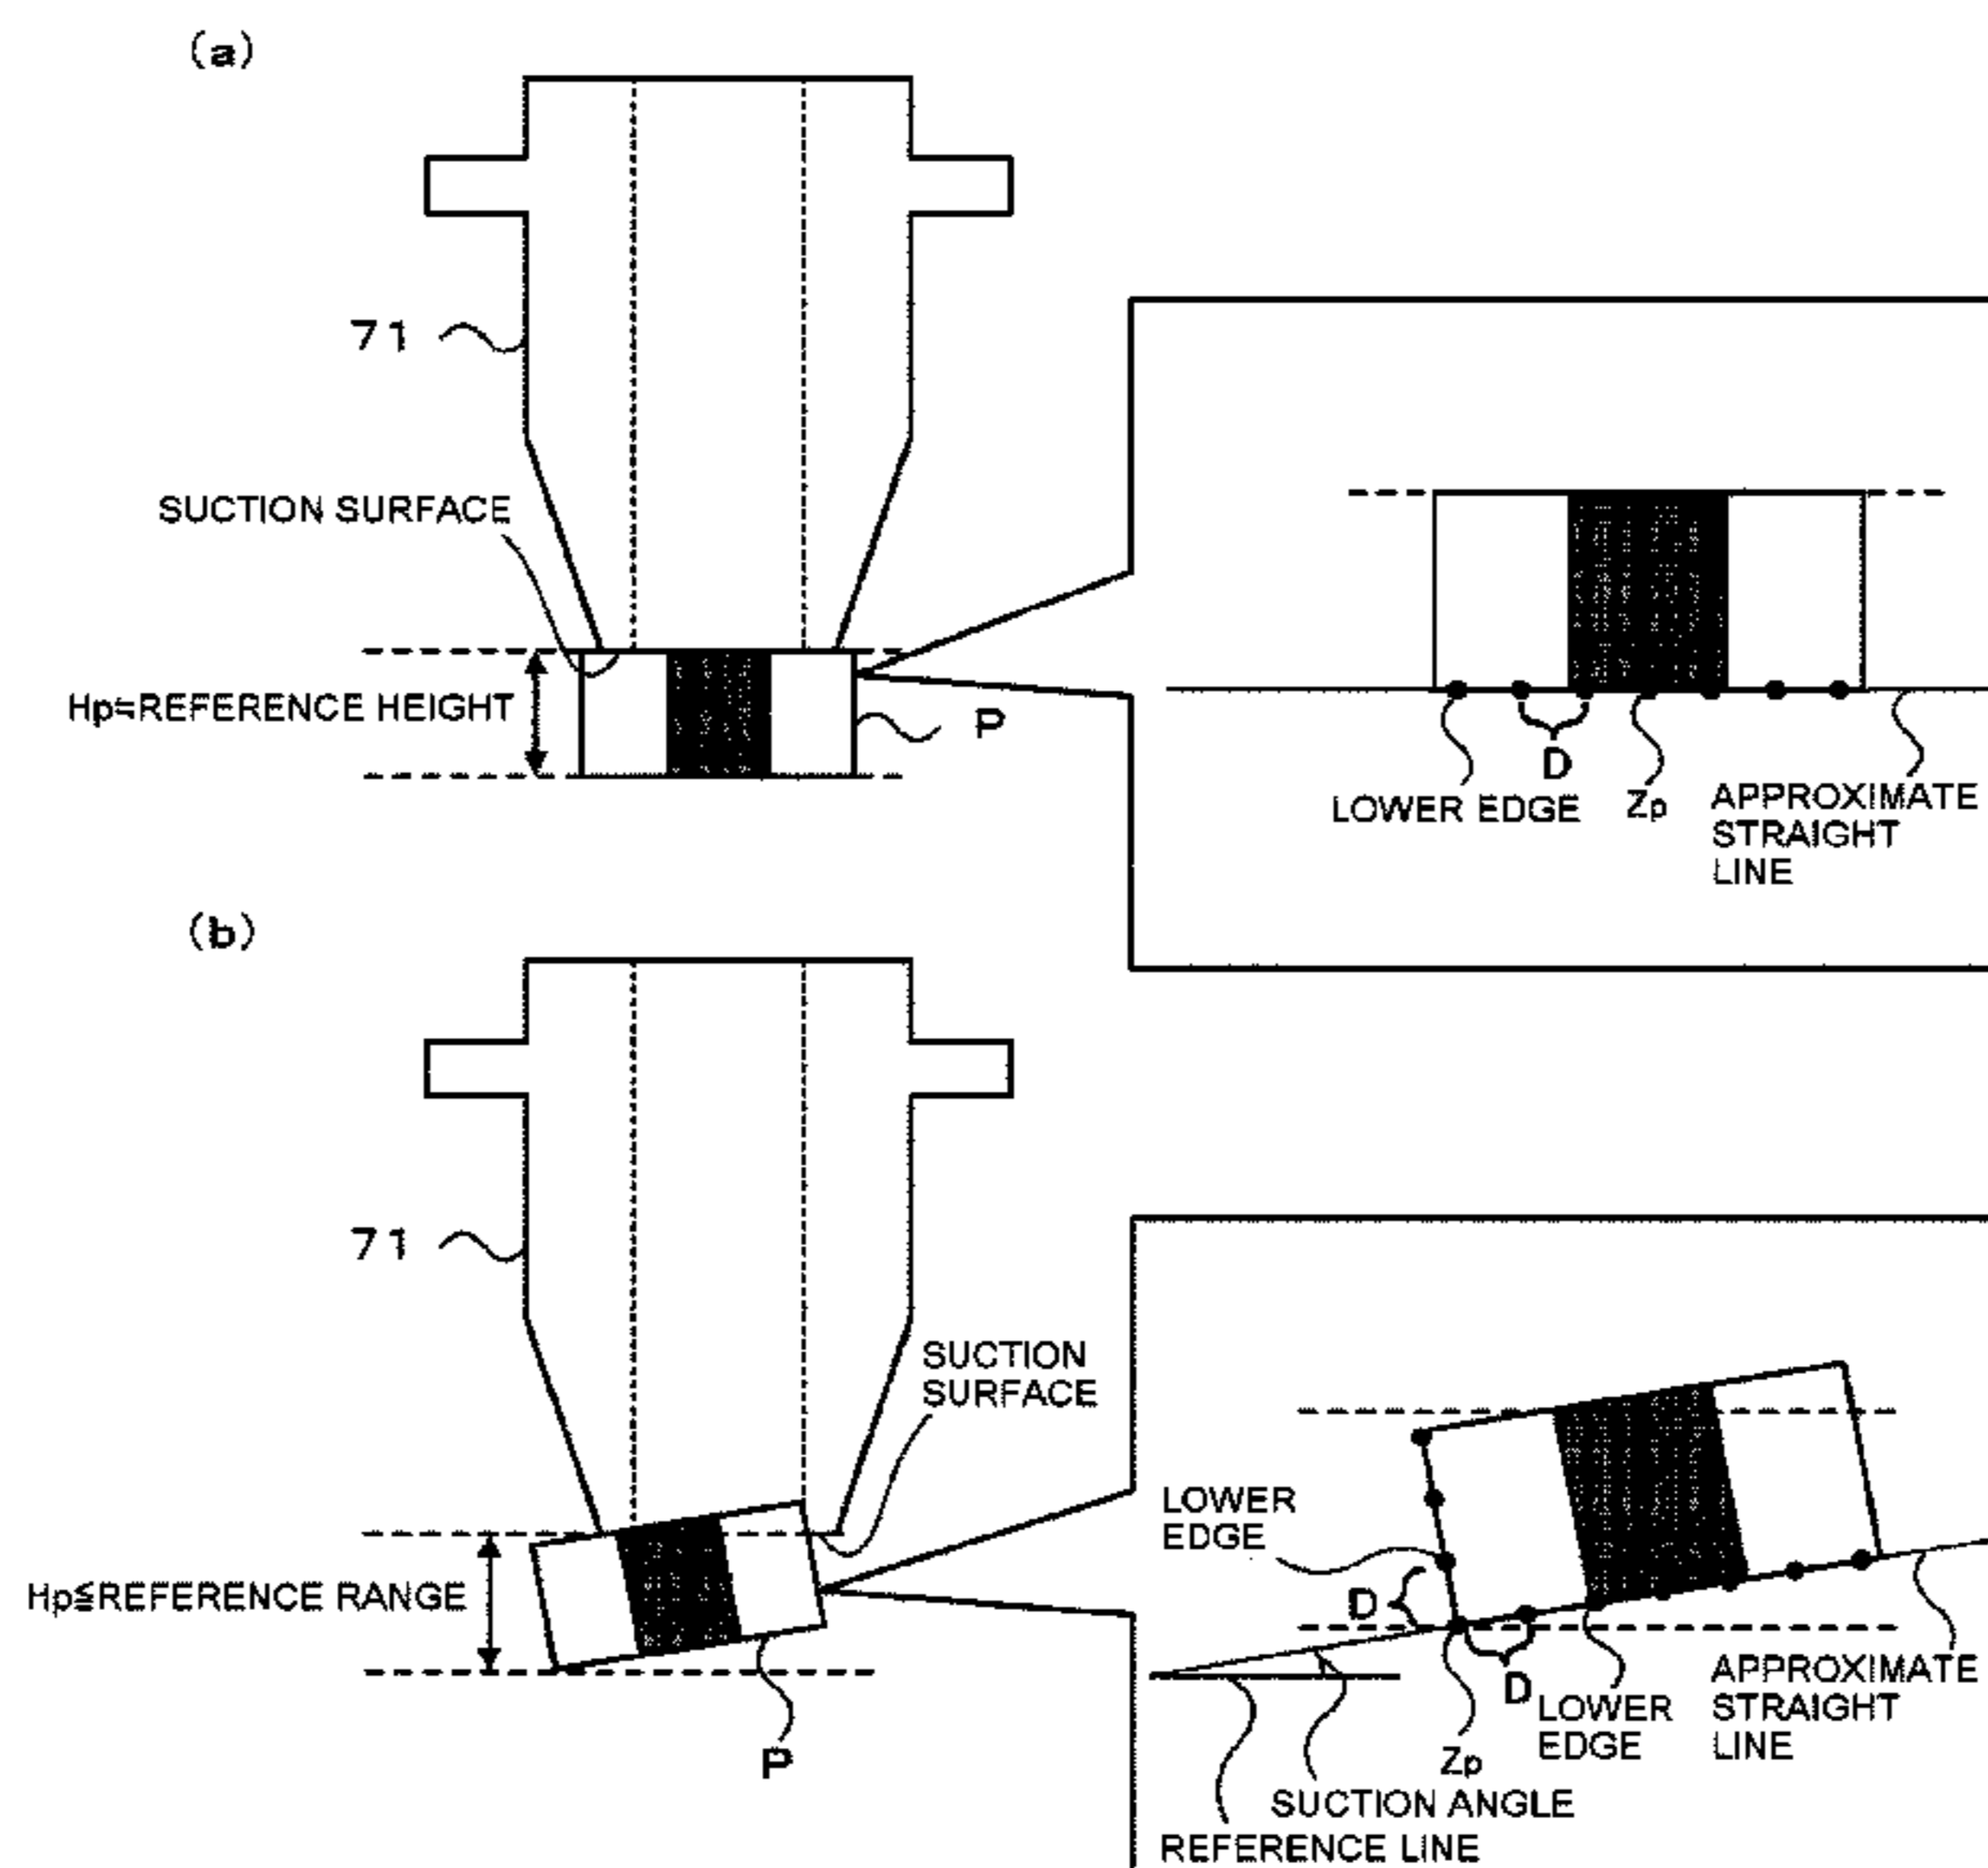 (a)
71
SUCTION SURFACE
Hp≒REFERENCE HEIGHT
P
D
LOWER EDGE
Zp
APPROXIMATE
STRAIGHT
LINE
(b)
71
SUCTION
SURFACE
Hp≦REFERENCE RANGE
P
LOWER
EDGE
D
D
Zp
LOWER
EDGE
APPROXIMATE
STRAIGHT
LINE
SUCTION ANGLE
REFERENCE LINE